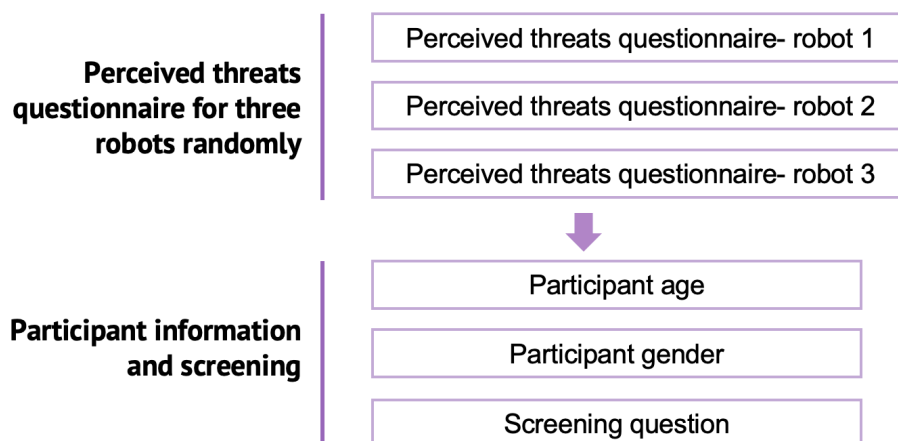 Perceived threats
questionnaire for three
robots randomly
Perceived threats questionnaire- robot 1
Perceived threats questionnaire- robot 2
Perceived threats questionnaire- robot 3
Participant information
and screening
Participant age
Participant gender
Screening question